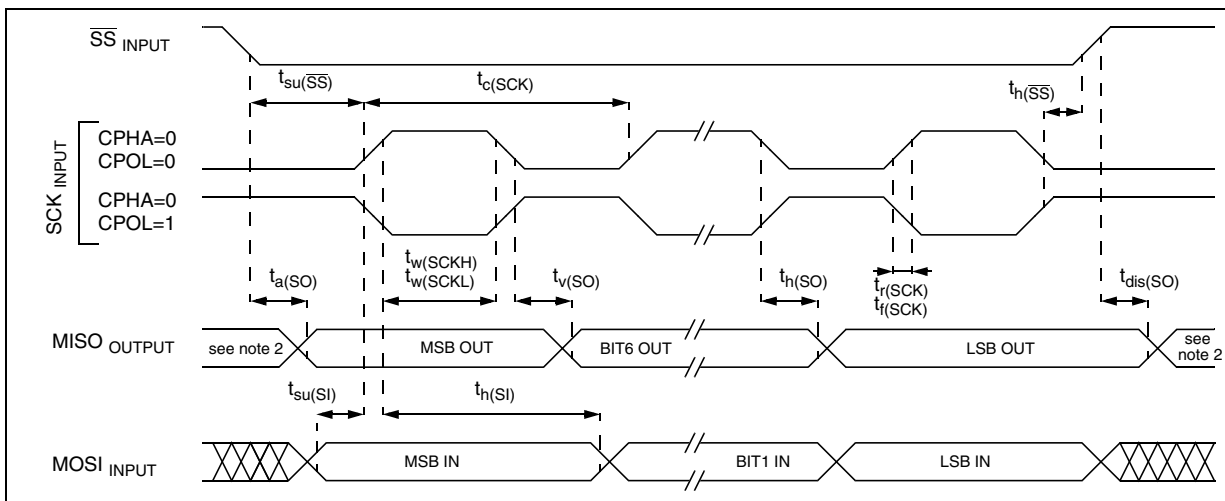 SS INPUT
tsu(SS)
tc(SCK)
th(SS)
SCK INPUT
CPHA=0
CPOL=0
CPHA=0
CPOL=1
ta(SO)
tw(SCKH)
tw(SCKL)
tv(SO)
th(SO)
tr(SCK)
tf(SCK)
tdis(SO)
MISO OUTPUT
see note 2
MSB OUT
BIT6 OUT
LSB OUT
see
note 2
tsu(SI)
th(SI)
MOSI INPUT
MSB IN
BIT1 IN
LSB IN